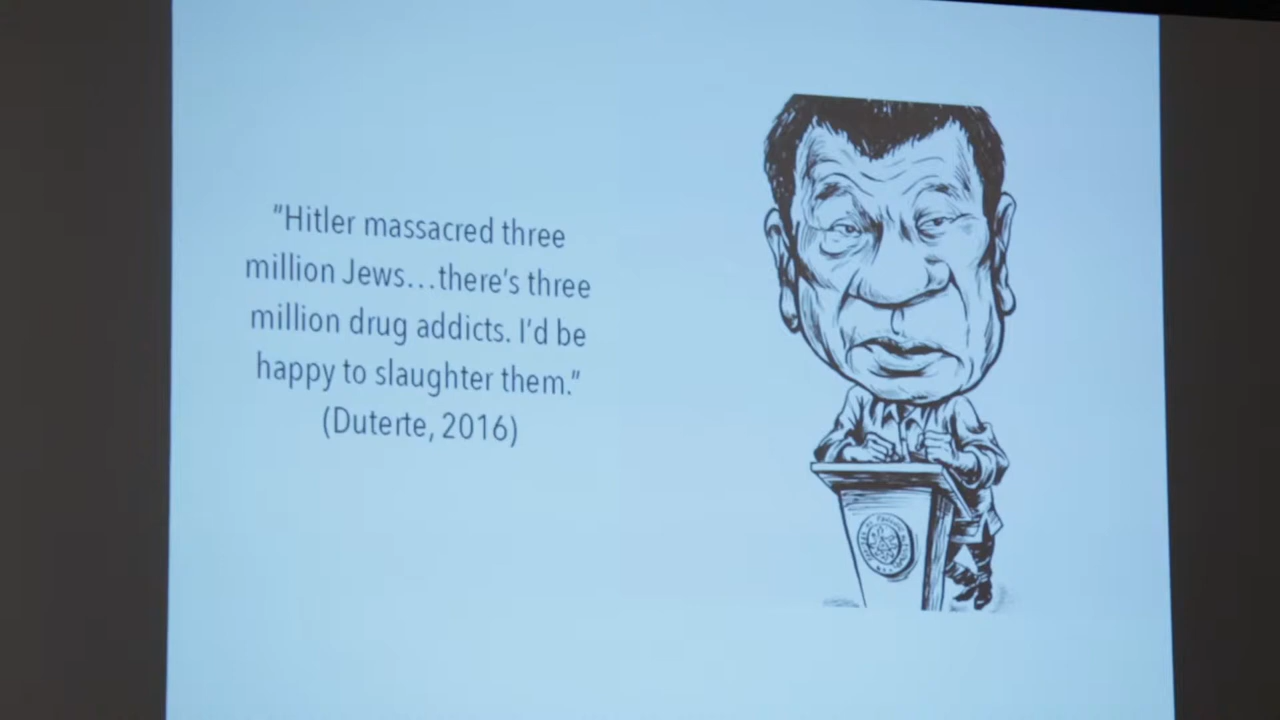 "Hitler massacred three
million Jews...there's three
million drug addicts. I'd be
happy to slaughter them."
(Duterte, 2016)